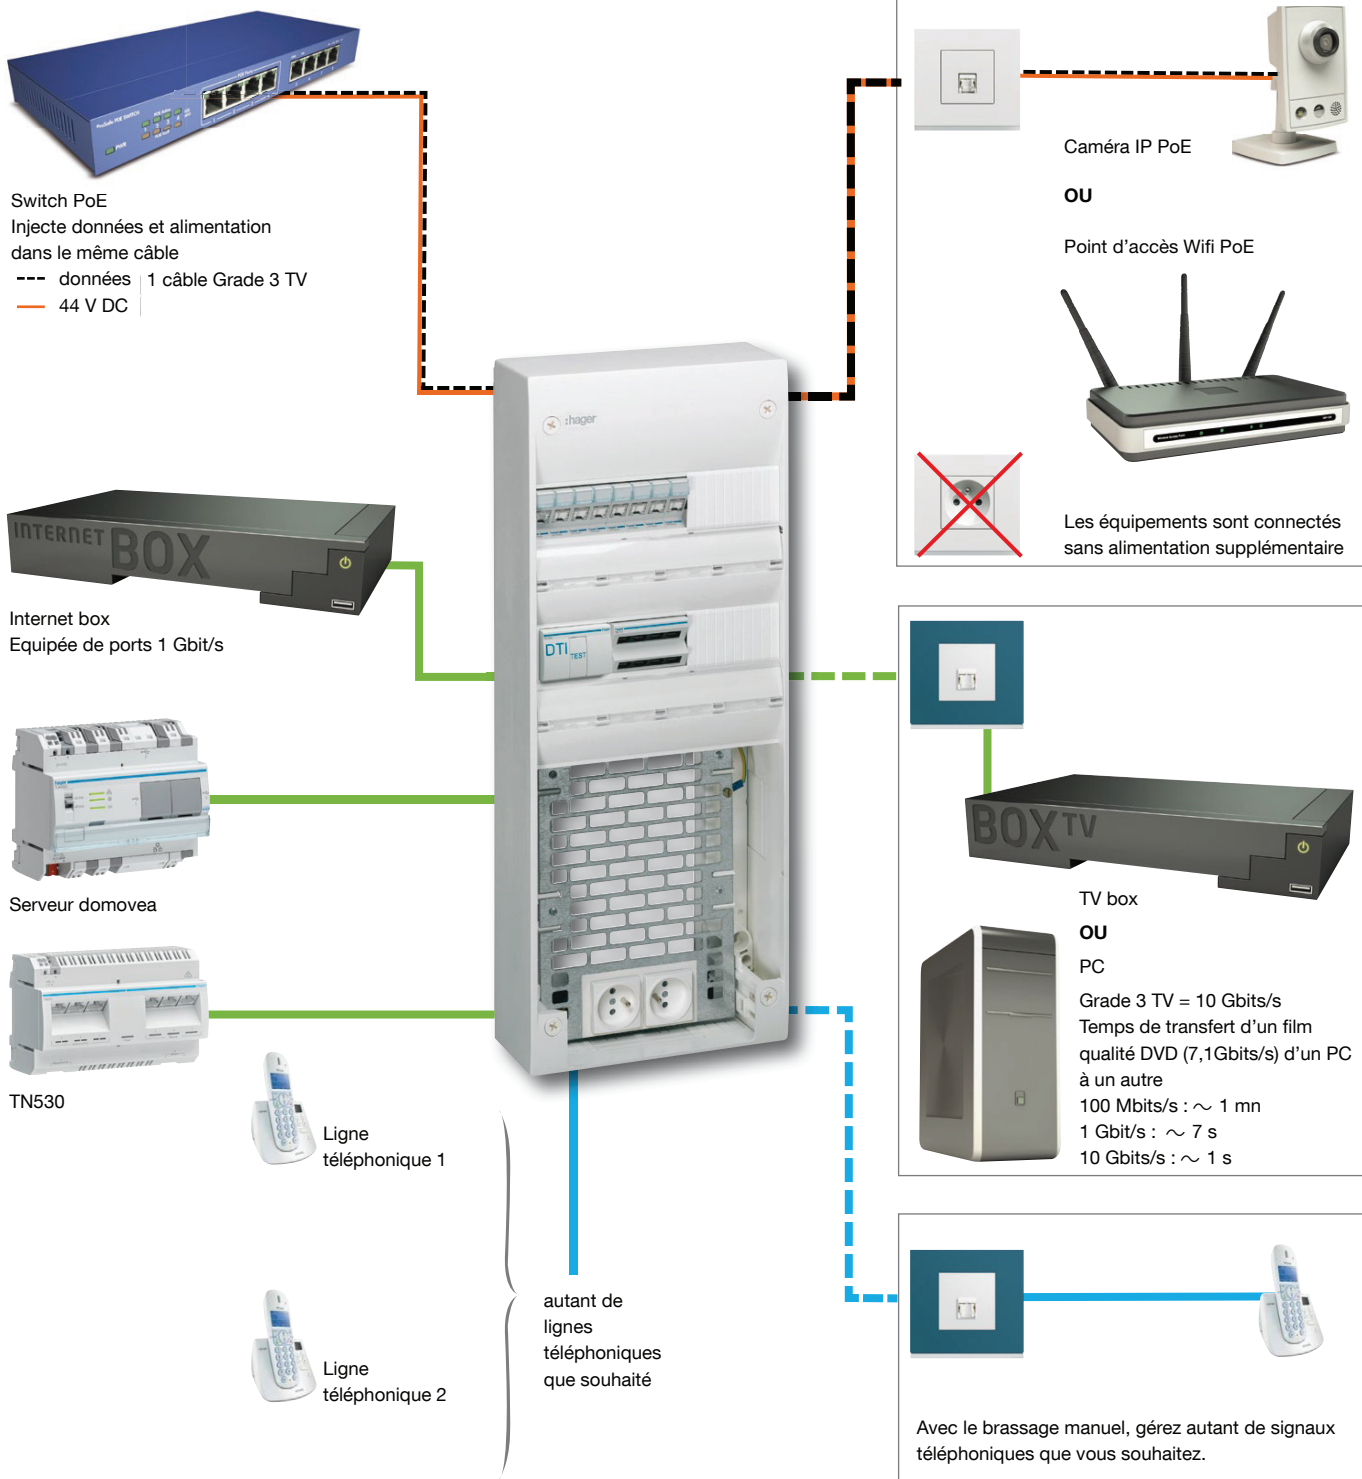 Switch PoE
Injecte données et alimentation
dans le même câble
données
44 V DC
1 câble Grade 3 TV
ProSafe POE SWITCH
PWR
Caméra IP PoE
OU
Point d'accès Wifi PoE
Les équipements sont connectés
sans alimentation supplémentaire
:hager
DTI
TEST
INTERNET BOX
Internet box
Equipée de ports 1 Gbit/s
Serveur domovea
TN530
BOX TV
TV box
OU
PC
Grade 3 TV = 10 Gbits/s
Temps de transfert d'un film
qualité DVD (7,1Gbits/s) d'un PC
à un autre
100 Mbits/s : ~ 1 mn
1 Gbit/s : ~ 7 s
10 Gbits/s : ~ 1 s
Ligne
téléphonique 1
Ligne
téléphonique 2
autant de
lignes
téléphoniques
que souhaité
Avec le brassage manuel, gérez autant de signaux
téléphoniques que vous souhaitez.